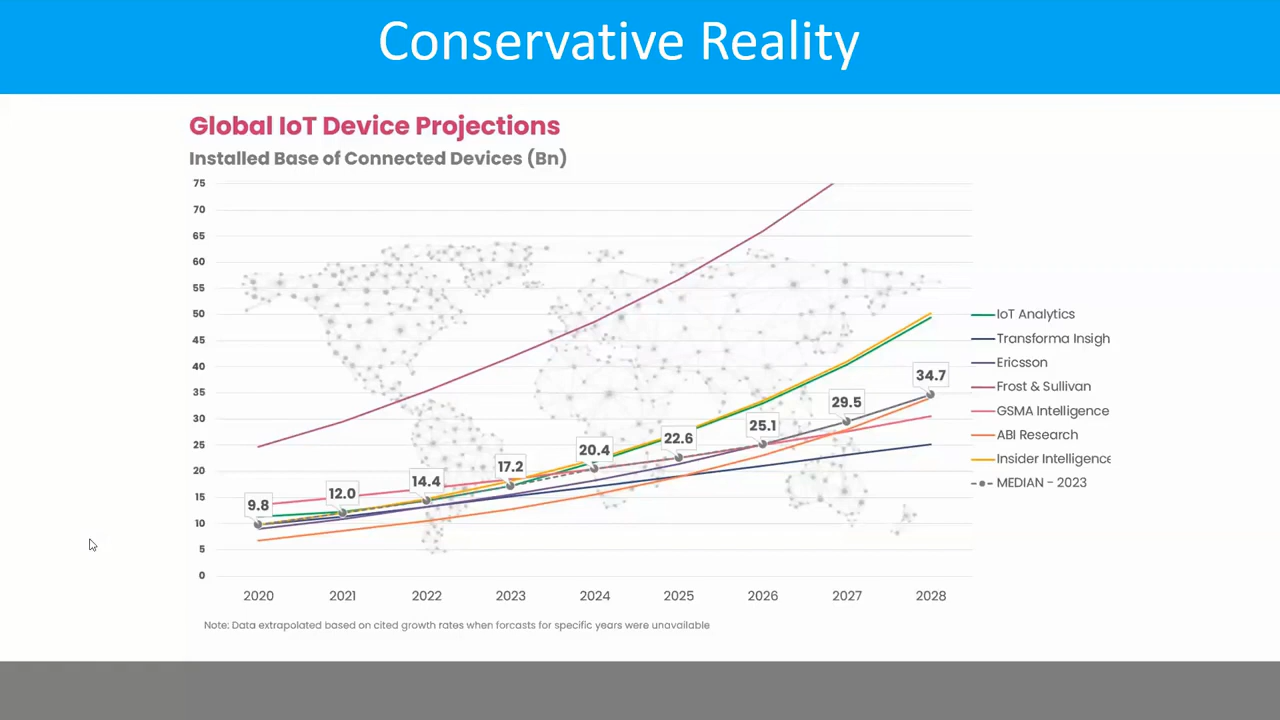 Conservative Reality
Global IoT Device Projections
Installed Base of Connected Devices (Bn)
75
70
65
60
55
50
45
40
35
30
25
20
15
10
5
0
9.8
12.0
14.4
17.2
20.4
22.6
25.1
29.5
34.7
2020 2021 2022 2023 2024 2025 2026 2027 2028
IoT Analytics
Transforma Insigh
Ericsson
Frost & Sullivan
GSMA Intelligence
ABI Research
Insider Intelligence
MEDIAN - 2023
Note: Data extrapolated based on cited growth rates when forcasts for specific years were unavailable